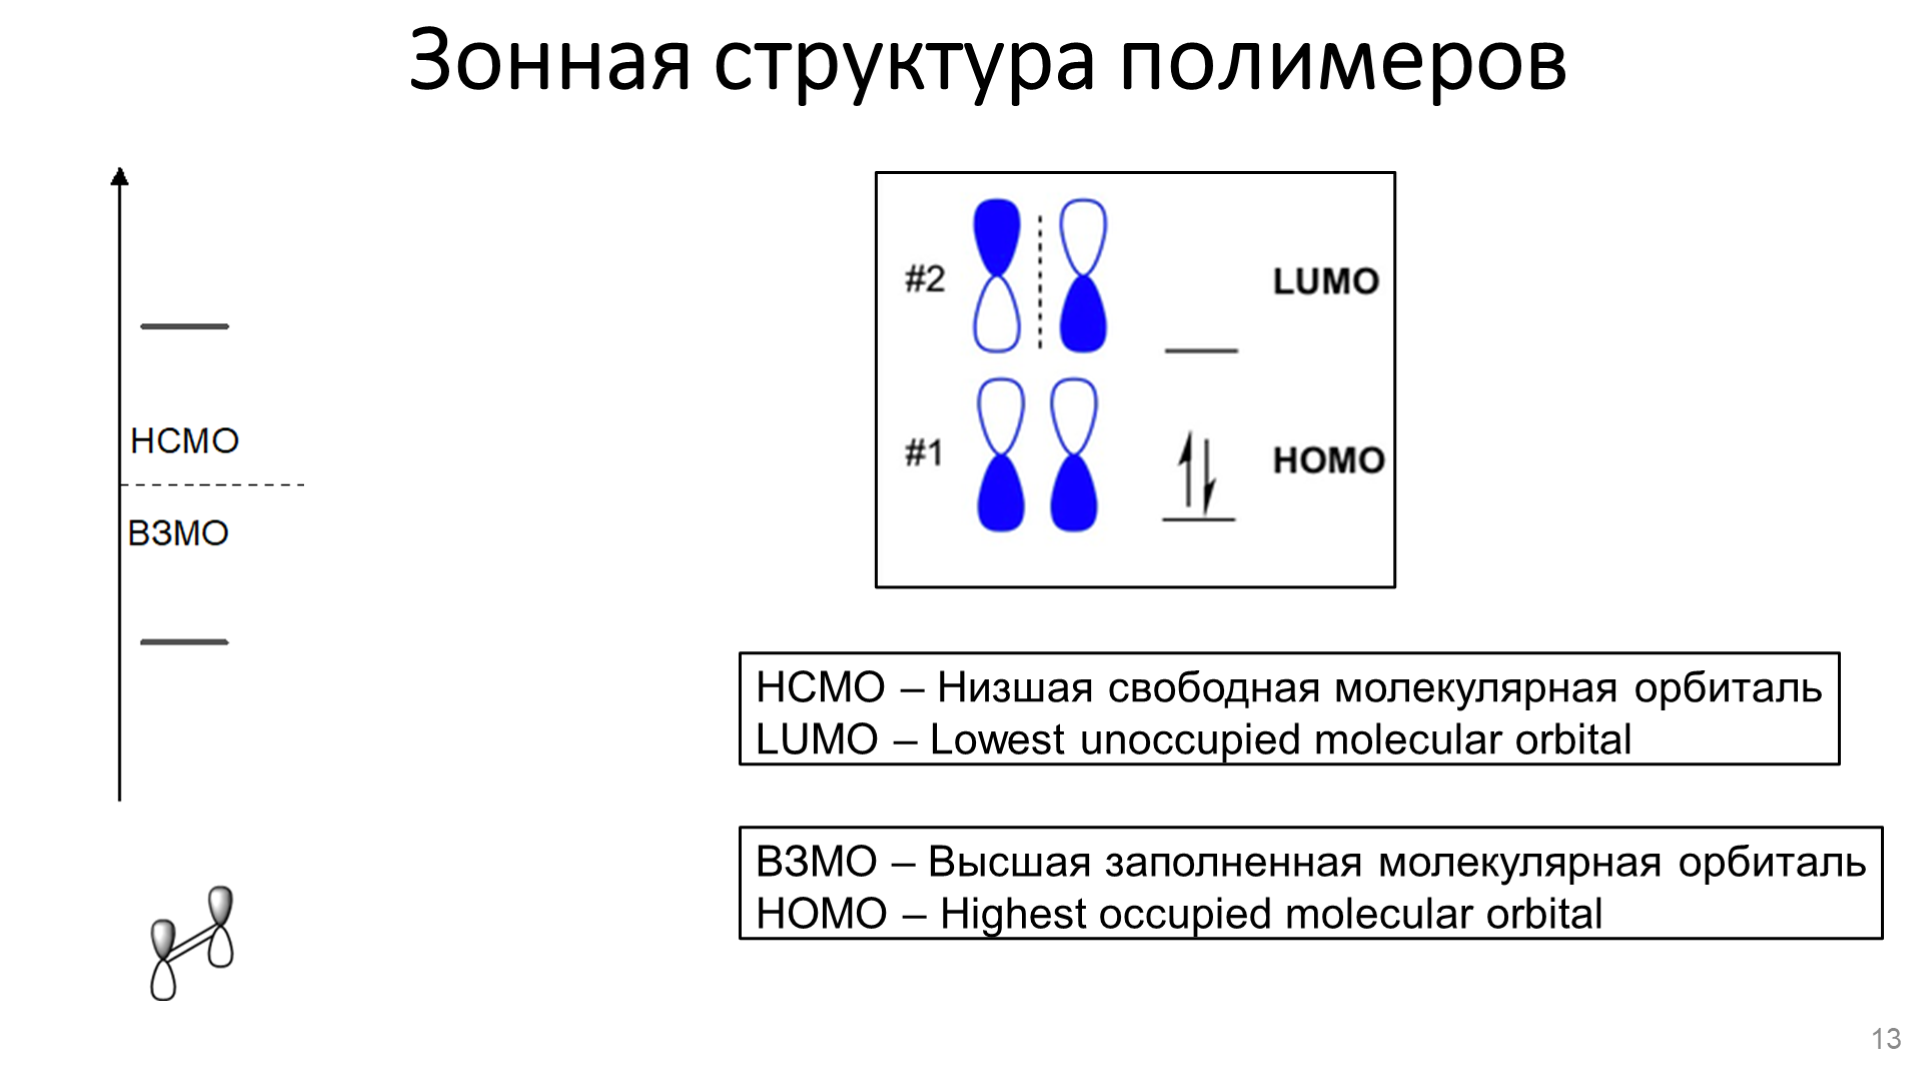 Зонная структура полимеров
НСМО
ВЗМО
#2
LUMO
#1
HOMO
НСМО – Низшая свободная молекулярная орбиталь
LUMO – Lowest unoccupied molecular orbital
ВЗМО – Высшая заполненная молекулярная орбиталь
HOMO – Highest occupied molecular orbital
13